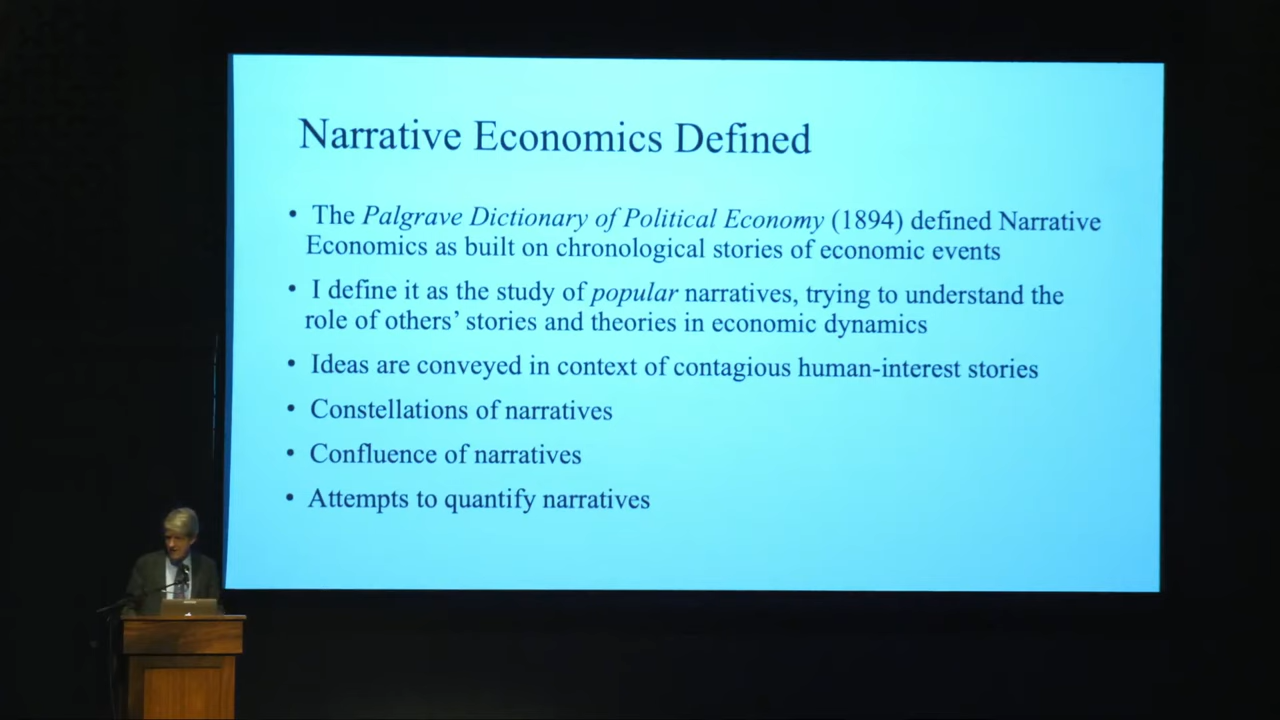 Narrative Economics Defined
• The Palgrave Dictionary of Political Economy (1894) defined Narrative
Economics as built on chronological stories of economic events
• I define it as the study of popular narratives, trying to understand the
role of others’ stories and theories in economic dynamics
• Ideas are conveyed in context of contagious human-interest stories
• Constellations of narratives
• Confluence of narratives
• Attempts to quantify narratives